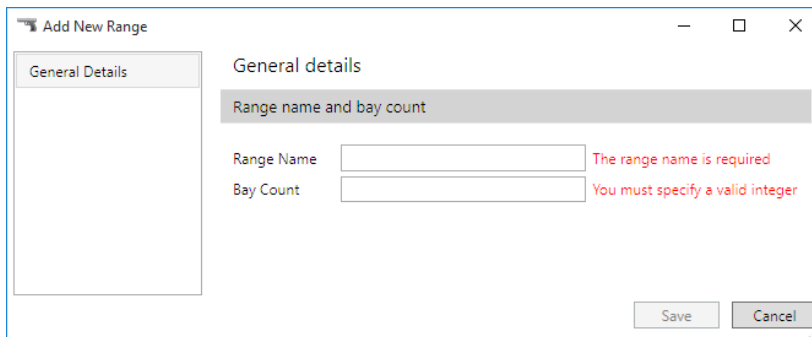 Add New Range
General Details
General details
Range name and bay count
Range Name The range name is required
Bay Count You must specify a valid integer
Save Cancel